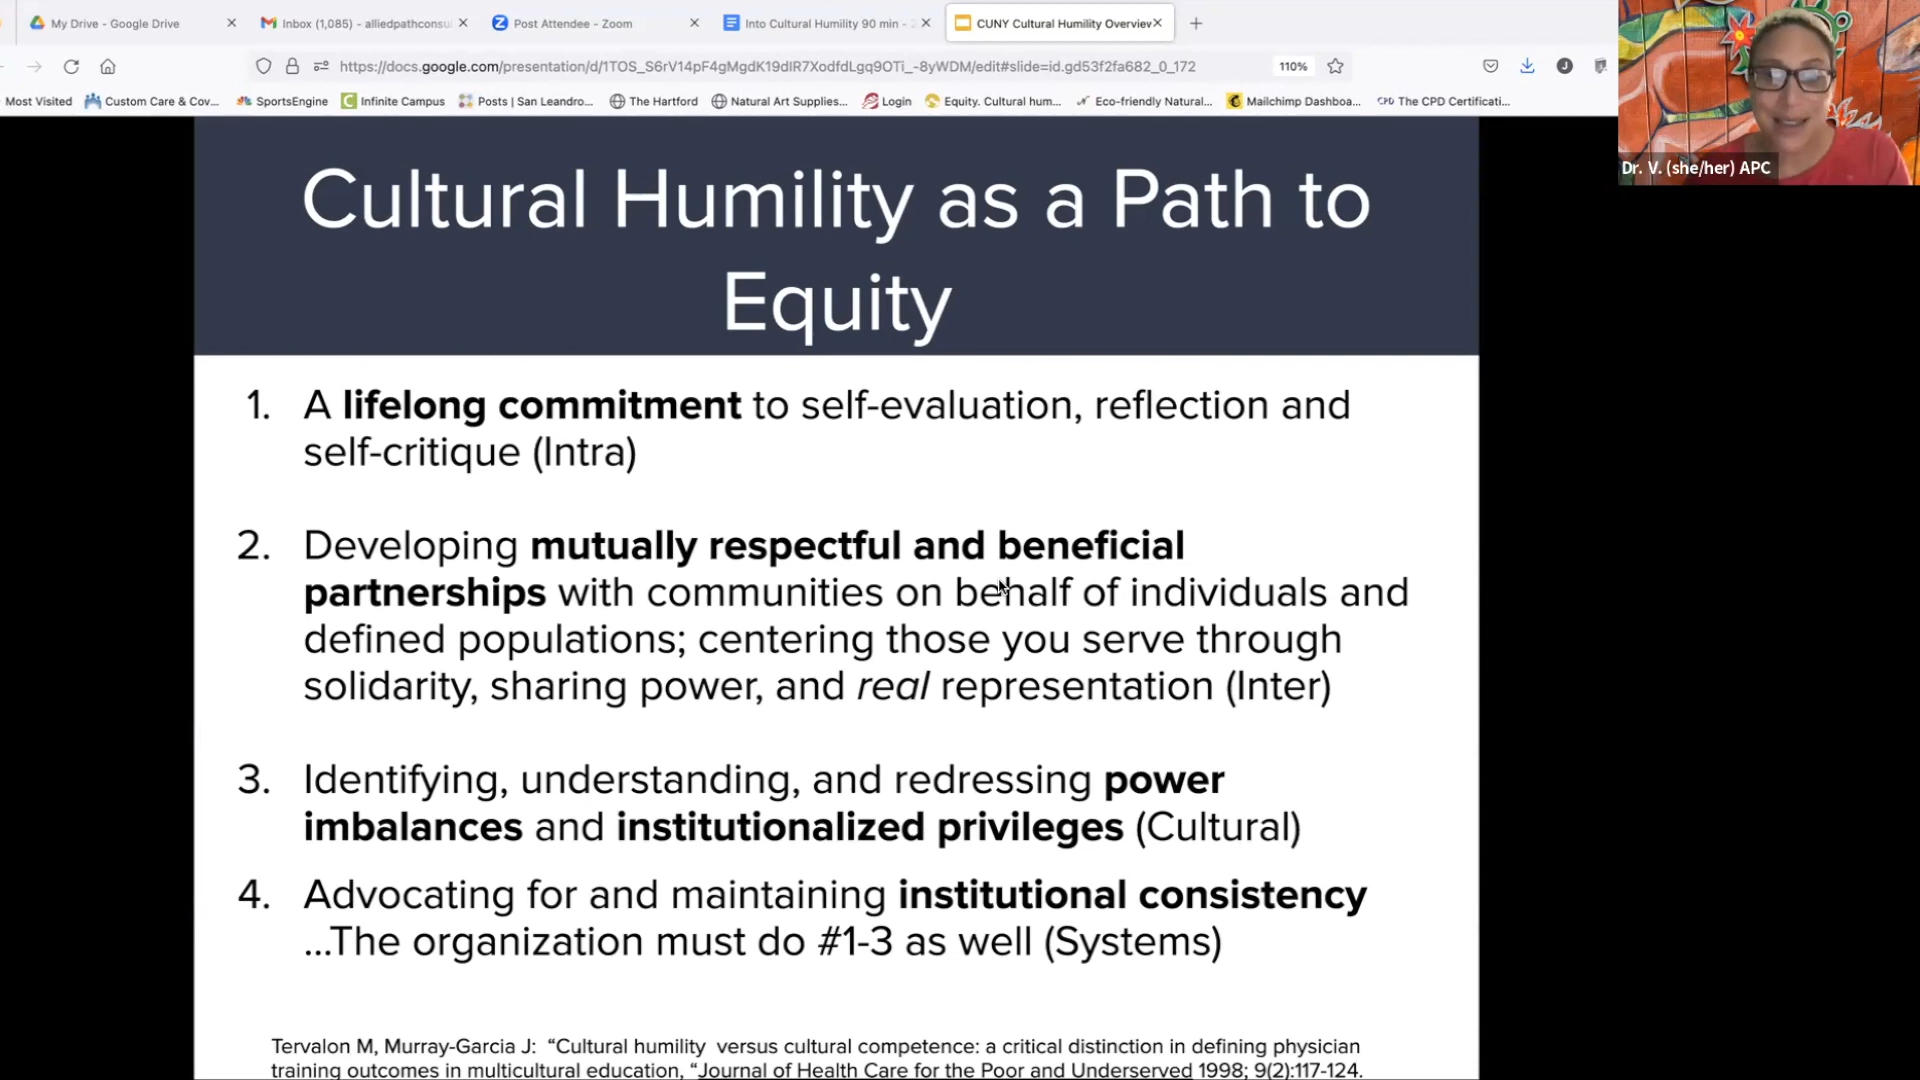 My Drive - Google Drive
Inbox (1,085) - alliedpathconsu
Post Attendee - Zoom
Into Cultural Humility 90 min -
CUNY Cultural Humility Overview
https://docs.google.com/presentation/d/1TOS_S6rV14pF4gMgdK19dIR7XodfdLgq9OTi_-8yWDM/edit#slide=id.gd53f2fa682_0_172
110%
Most Visited
Custom Care & Cov...
SportsEngine
Infinite Campus
Posts | San Leandro...
The Hartford
Natural Art Supplies...
Login
Equity. Cultural hum...
Eco-friendly Natural...
Mailchimp Dashboa...
CPD The CPD Certificati...
Dr. V. (she/her) APC
Cultural Humility as a Path to
Equity
1. A lifelong commitment to self-evaluation, reflection and
self-critique (Intra)
2. Developing mutually respectful and beneficial
partnerships with communities on behalf of individuals and
defined populations; centering those you serve through
solidarity, sharing power, and real representation (Inter)
3. Identifying, understanding, and redressing power
imbalances and institutionalized privileges (Cultural)
4. Advocating for and maintaining institutional consistency
...The organization must do #1-3 as well (Systems)
Tervalon M, Murray-Garcia J: “Cultural humility versus cultural competence: a critical distinction in defining physician
training outcomes in multicultural education, “Journal of Health Care for the Poor and Underserved 1998; 9(2):117-124.